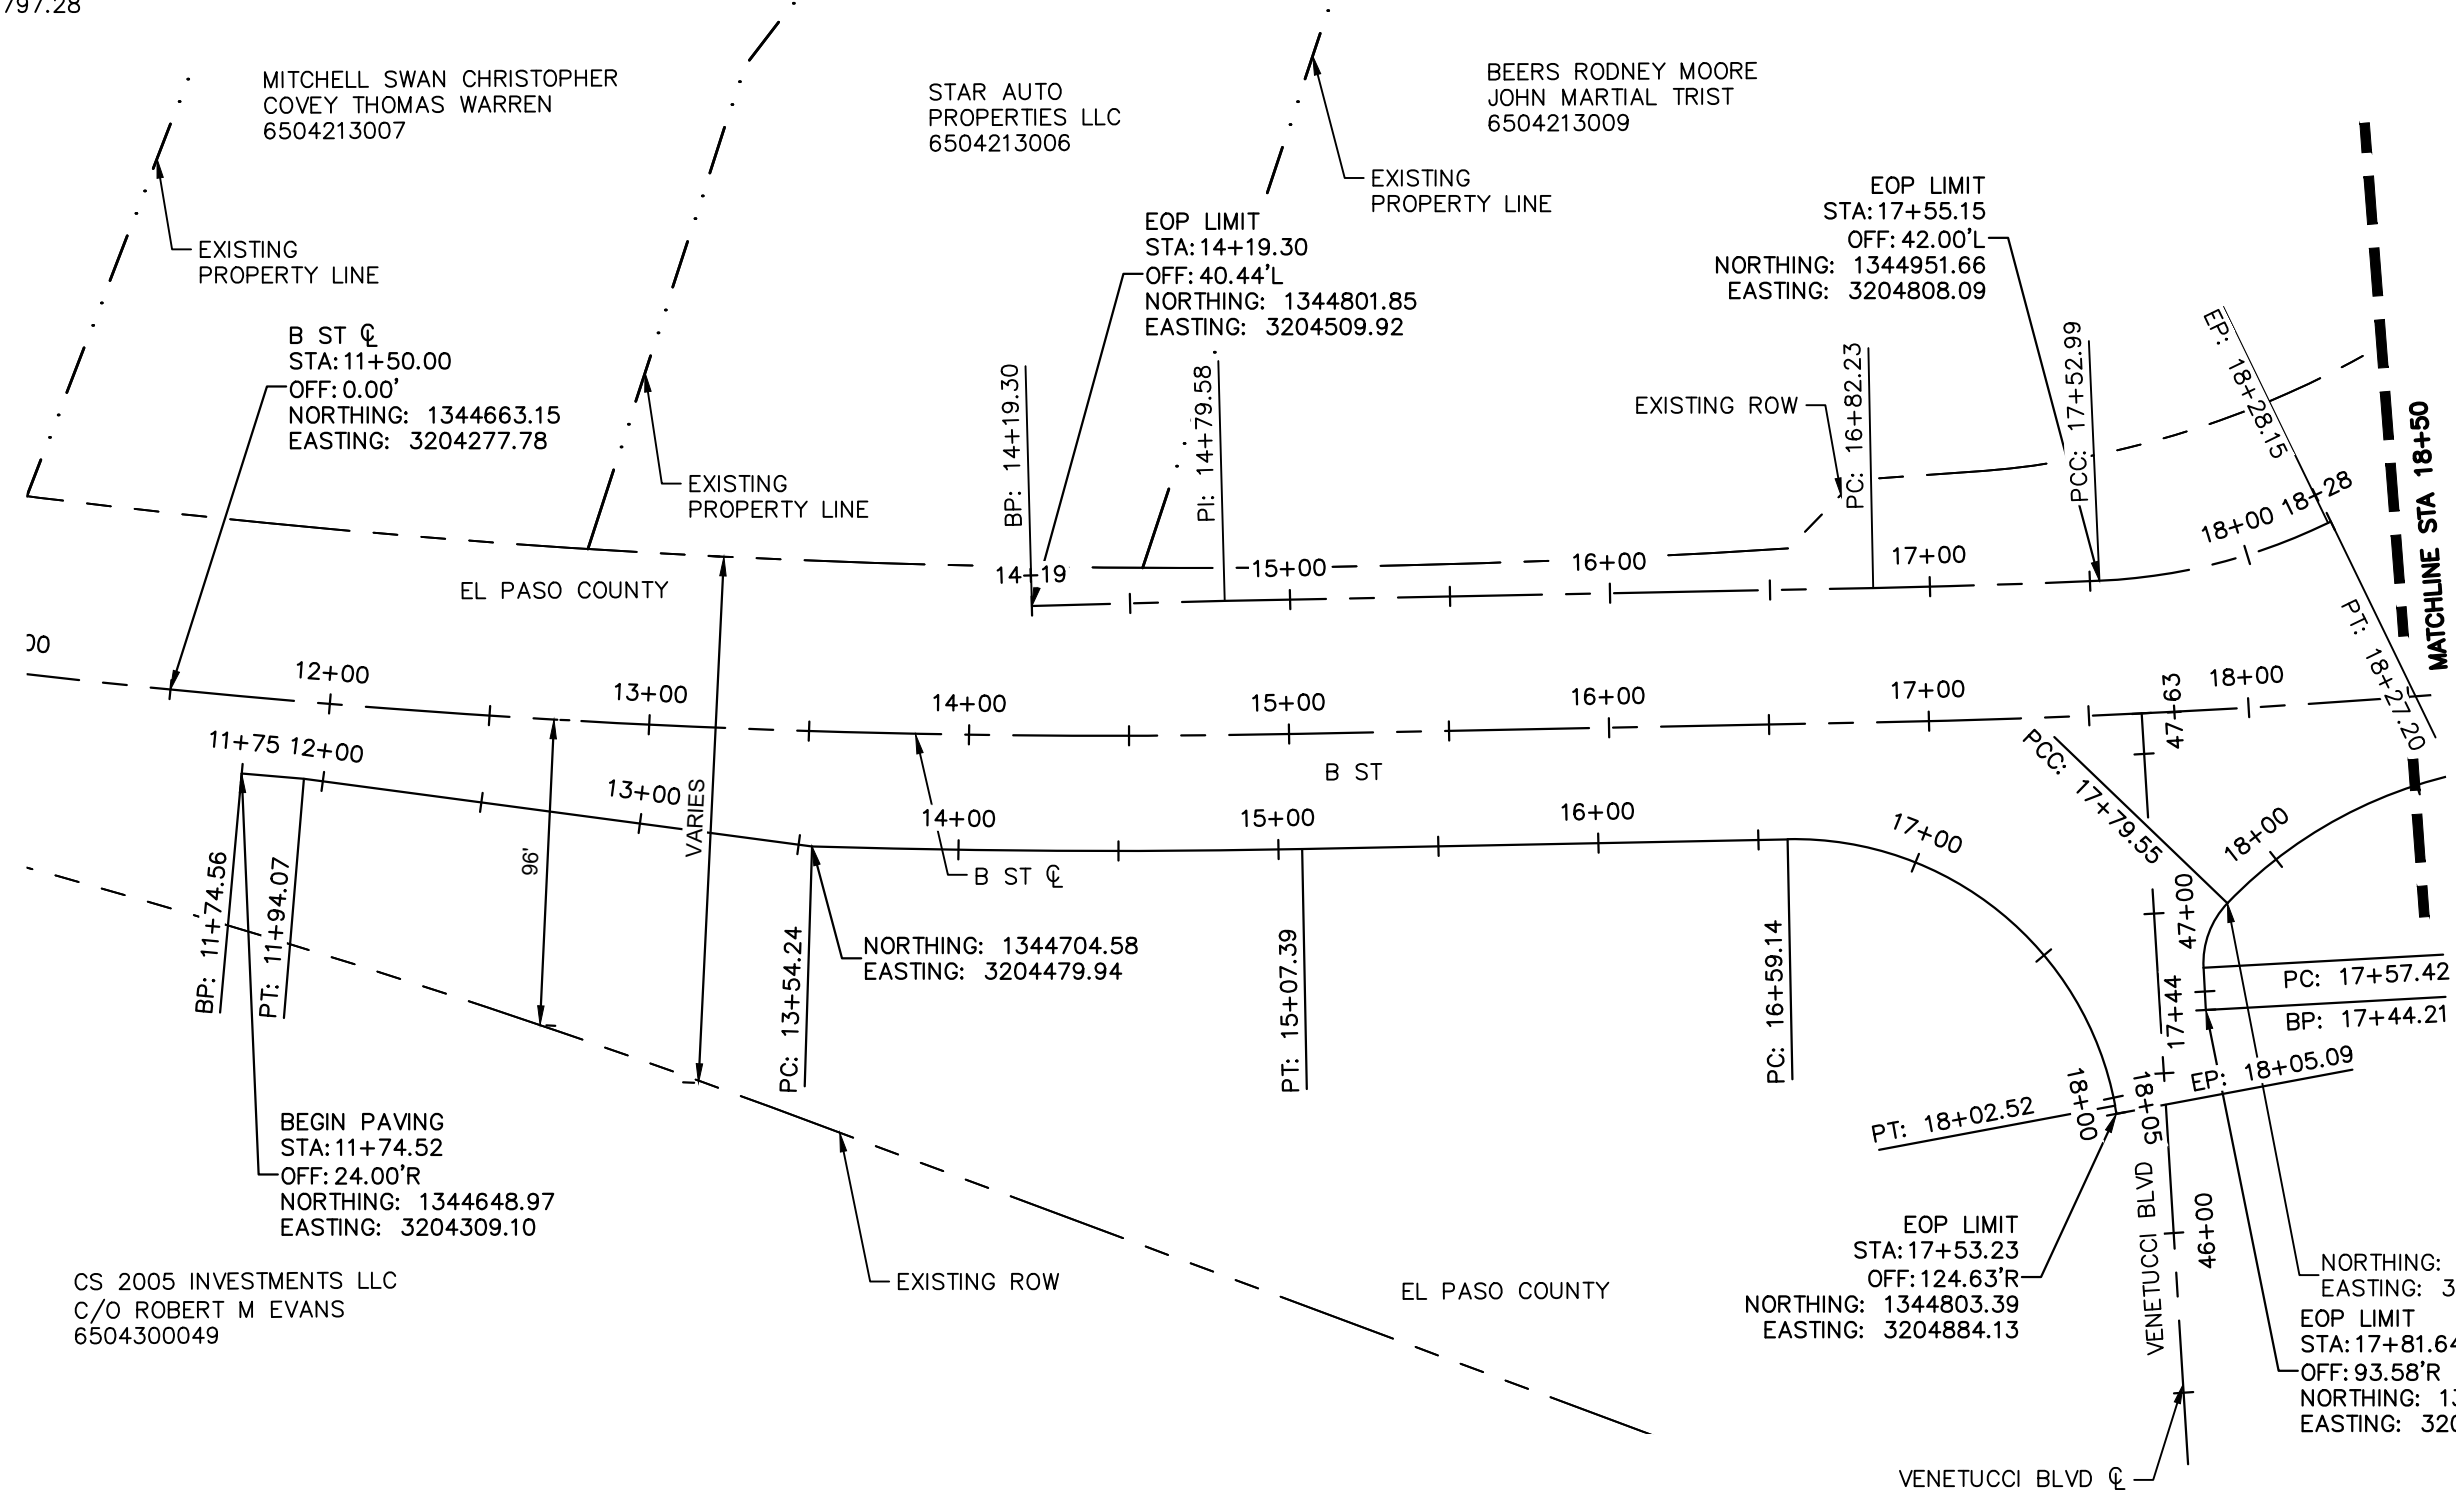 797.28
MITCHELL SWAN CHRISTOPHER
COVEY THOMAS WARREN
6504213007
STAR AUTO
PROPERTIES LLC
6504213006
BEERS RODNEY MOORE
JOHN MARTIAL TRIST
6504213009
EXISTING
PROPERTY LINE
EXISTING
PROPERTY LINE
EXISTING
PROPERTY LINE
B ST ℄
STA:11+50.00
OFF:0.00'
NORTHING: 1344663.15
EASTING: 3204277.78
EOP LIMIT
STA:14+19.30
OFF:40.44'L
NORTHING: 1344801.85
EASTING: 3204509.92
EOP LIMIT
STA:17+55.15
OFF:42.00'L
NORTHING: 1344951.66
EASTING: 3204808.09
BP: 14+19.30
PI: 14+79.58
PC: 16+82.23
PCC: 17+52.99
EP: 18+28.15
EXISTING ROW
MATCHLINE STA 18+50
EL PASO COUNTY
14+19
15+00
16+00
17+00
18+00
18+28
PT: 18+27.20
00
12+00
13+00
14+00
15+00
16+00
17+00
18+00
47+63
11+75
12+00
13+00
14+00
15+00
16+00
17+00
B ST
VARIES
96'
B ST ℄
PCC: 17+79.55
18+00
47+00
17+44
BP: 11+74.56
PT: 11+94.07
PC: 13+54.24
NORTHING: 1344704.58
EASTING: 3204479.94
PT: 15+07.39
PC: 16+59.14
PC: 17+57.42
BP: 17+44.21
EP: 18+05.09
PT: 18+02.52
18+00
18+05
BEGIN PAVING
STA:11+74.52
OFF:24.00'R
NORTHING: 1344648.97
EASTING: 3204309.10
CS 2005 INVESTMENTS LLC
C/O ROBERT M EVANS
6504300049
EXISTING ROW
EL PASO COUNTY
EOP LIMIT
STA:17+53.23
OFF:124.63'R
NORTHING: 1344803.39
EASTING: 3204884.13
VENETUCCI BLVD
46+00
NORTHING:
EASTING: 3
EOP LIMIT
STA:17+81.64
OFF:93.58'R
NORTHING: 13
EASTING: 320
VENETUCCI BLVD ℄